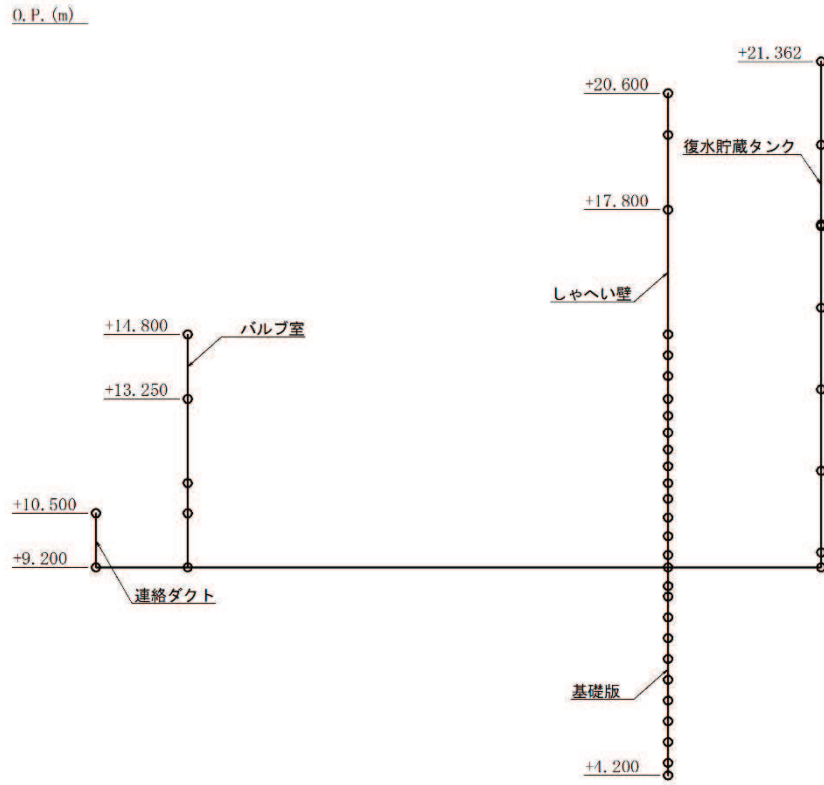 O.P.(m)
+21.362
+20.600
復水貯蔵タンク
+17.800
しゃへい壁
+14.800
バルブ室
+13.250
+10.500
+9.200
連絡ダクト
基礎版
+4.200